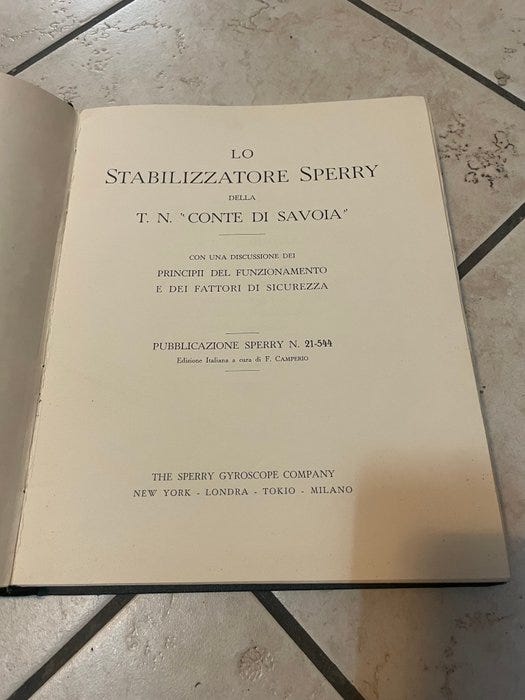 LO
STABILIZZATORE SPERRY
DELLA
T. N. "CONTE DI SAVOIA"
CON UNA DISCUSSIONE DEI
PRINCIPII DEL FUNZIONAMENTO
E DEI FATTORI DI SICUREZZA
PUBBLICAZIONE SPERRY N. 21-544
Edizione Italiana a cura di F. CAMPERIO
THE SPERRY GYROSCOPE COMPANY
NEW YORK - LONDRA - TOKIO - MILANO